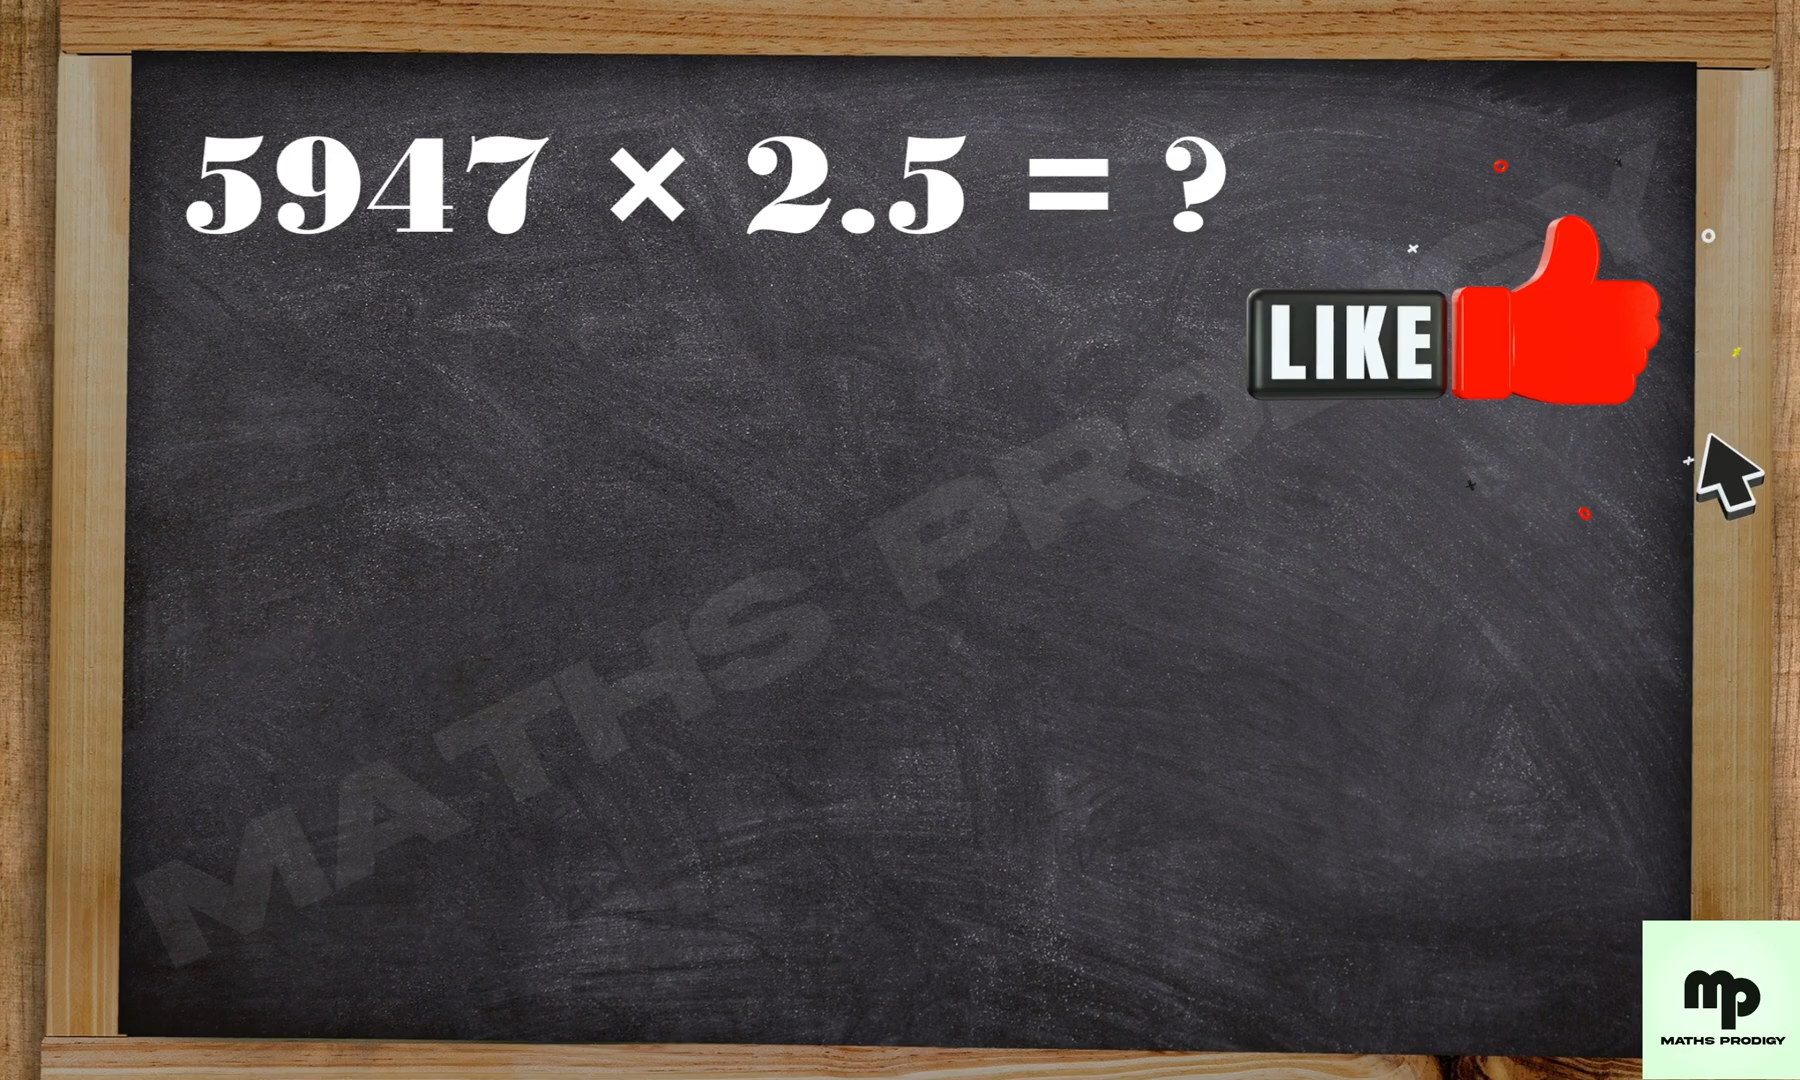 5947 × 2.5 = ?
LIKE
MATHS PRODIGY
mp
MATHS PRODIGY